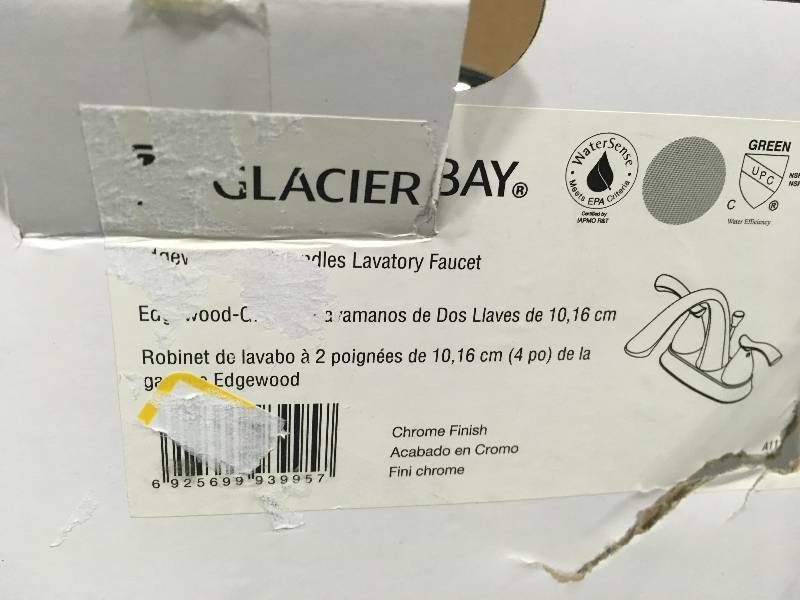 GLACIER BAY®
WaterSense
Meets EPA Criteria
Certified by
IAPMO R&T
GREEN
UPC
C ®
Water Efficiency
Lavatory Faucet
de Dos Llaves de 10,16 cm
Robinet de lavabo à 2 poignées de 10,16 cm (4 po) de la
Edgewood
Chrome Finish
Acabado en Cromo
Fini chrome
6 925699 939957
A11